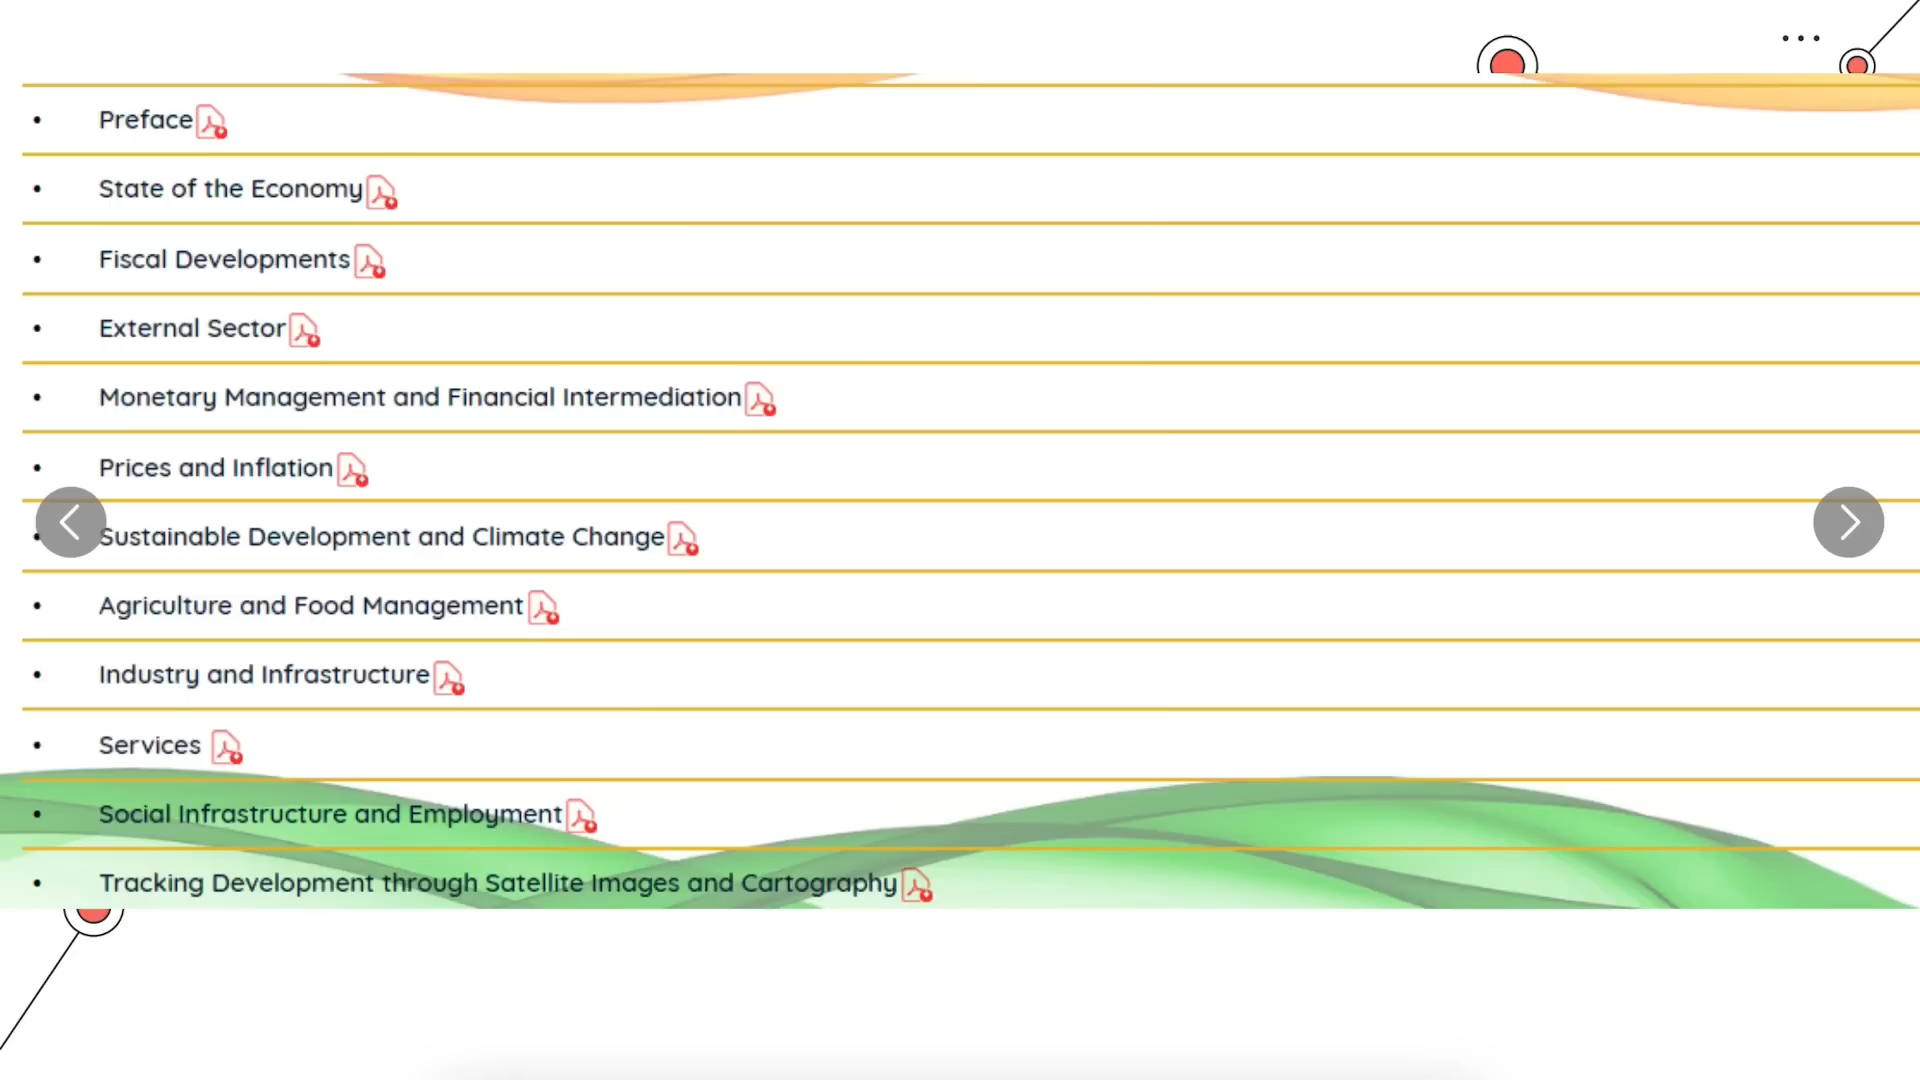 • Preface
• State of the Economy
• Fiscal Developments
• External Sector
• Monetary Management and Financial Intermediation
• Prices and Inflation
• Sustainable Development and Climate Change
• Agriculture and Food Management
• Industry and Infrastructure
• Services
• Social Infrastructure and Employment
• Tracking Development through Satellite Images and Cartography